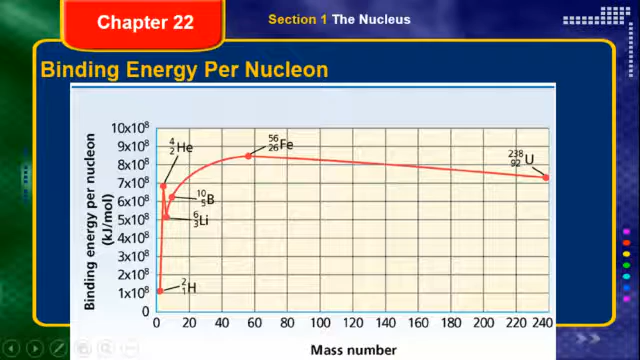 Chapter 22
Section 1 The Nucleus
Binding Energy Per Nucleon
Binding energy per nucleon
(kJ/mol)
10x10⁸
9x10⁸
8x10⁸
7x10⁸
6x10⁸
5x10⁸
4x10⁸
3x10⁸
2x10⁸
1x10⁸
0
⁴₂He
⁵⁶₂₆Fe
²³⁸₉₂U
¹⁰₅B
⁶₃Li
²₁H
0 20 40 60 80 100 120 140 160 180 200 220 240
Mass number